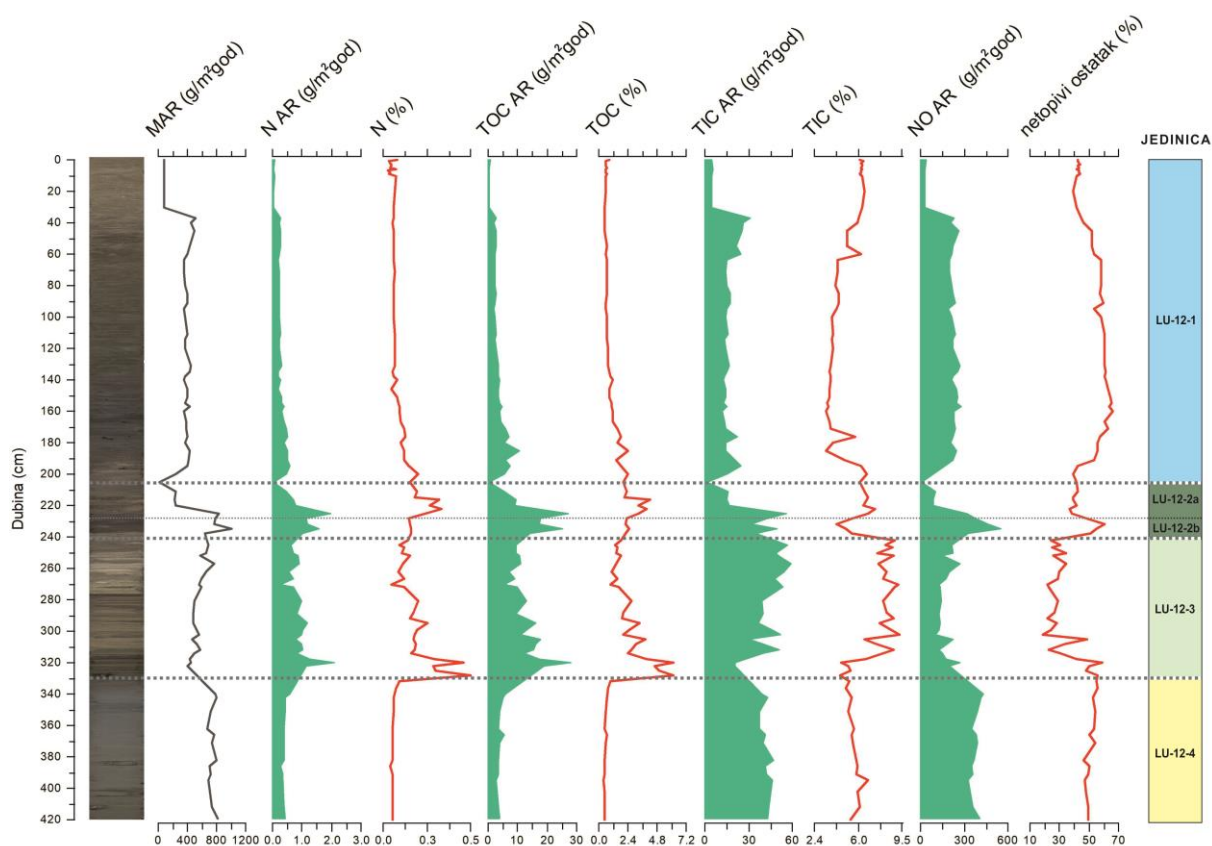 MAR (g/m²god)
N AR (g/m²god)
N (%)
TOC AR (g/m²god)
TOC (%)
TIC AR (g/m²god)
TIC (%)
NO AR (g/m²god)
netopivi ostatak (%)
JEDINICA
Dubina (cm)
0
20
40
60
80
100
120
140
160
180
200
220
240
260
280
300
320
340
360
380
400
420
LU-12-1
LU-12-2a
LU-12-2b
LU-12-3
LU-12-4
0 400 800 1200
0.0 1.0 2.0 3.0
0.0 0.3 0.5
0 10 20 30
0.0 2.4 4.8 7.2
0 30 60
2.4 6.0 9.5
0 300 600
10 30 50 70